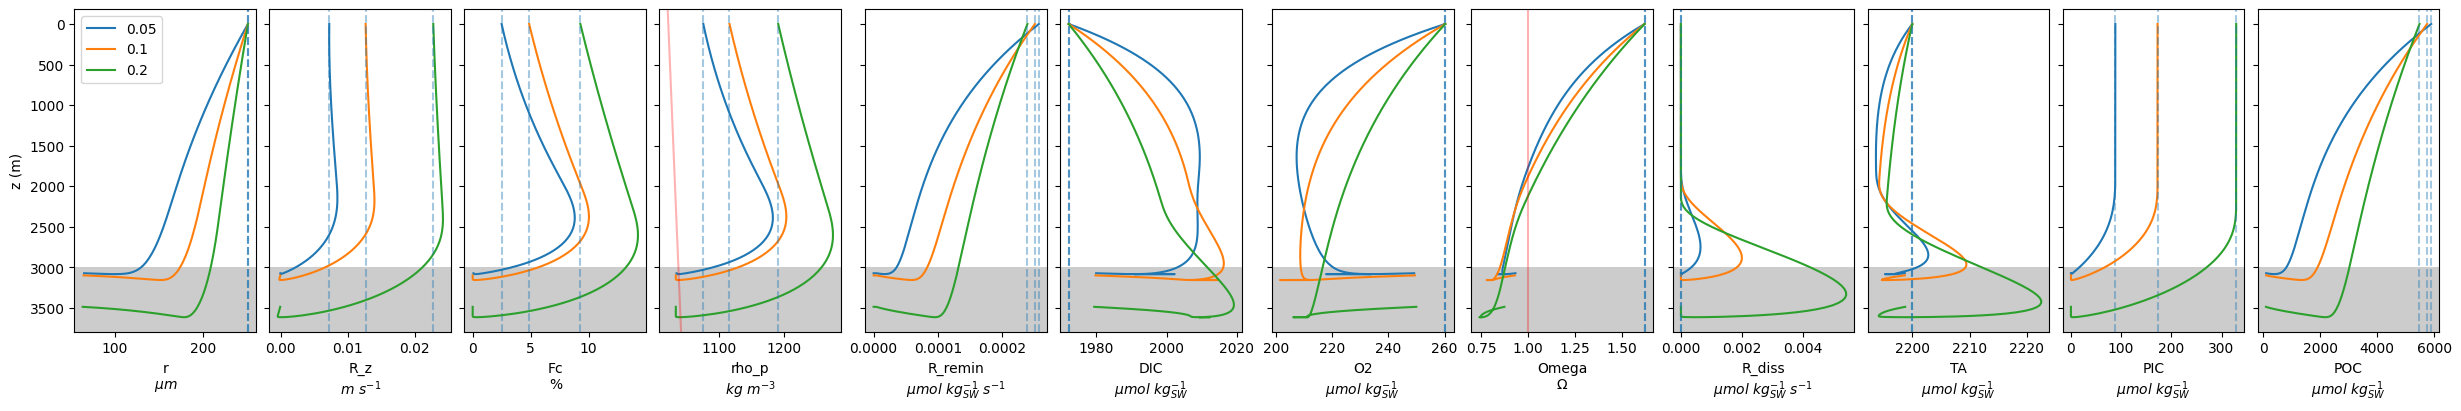 0.05
0.1
0.2
z (m)
0
500
1000
1500
2000
2500
3000
3500
100 200
0.00 0.01 0.02
0 5 10
1100 1200
0.0000 0.0001 0.0002
1980 2000 2020
200 220 240 260
0.75 1.00 1.25 1.50
0.000 0.002 0.004
2200 2210 2220
0 100 200 300
0 2000 4000 6000
r
μm
R_z
m s⁻¹
Fc
%
rho_p
kg m⁻³
R_remin
μmol kg⁻¹SW s⁻¹
DIC
μmol kg⁻¹SW
O2
μmol kg⁻¹SW
Omega
Ω
R_diss
μmol kg⁻¹SW s⁻¹
TA
μmol kg⁻¹SW
PIC
μmol kg⁻¹SW
POC
μmol kg⁻¹SW